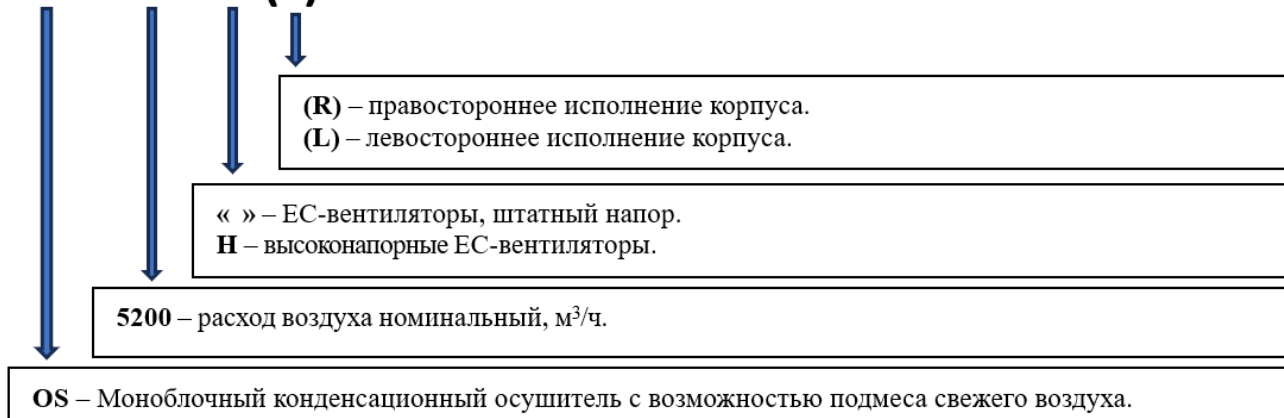 (R) – правостороннее исполнение корпуса.
(L) – левостороннее исполнение корпуса.
«  » – ЕС-вентиляторы, штатный напор.
H – высоконапорные ЕС-вентиляторы.
5200 – расход воздуха номинальный, м³/ч.
OS – Моноблочный конденсационный осушитель с возможностью подмеса свежего воздуха.